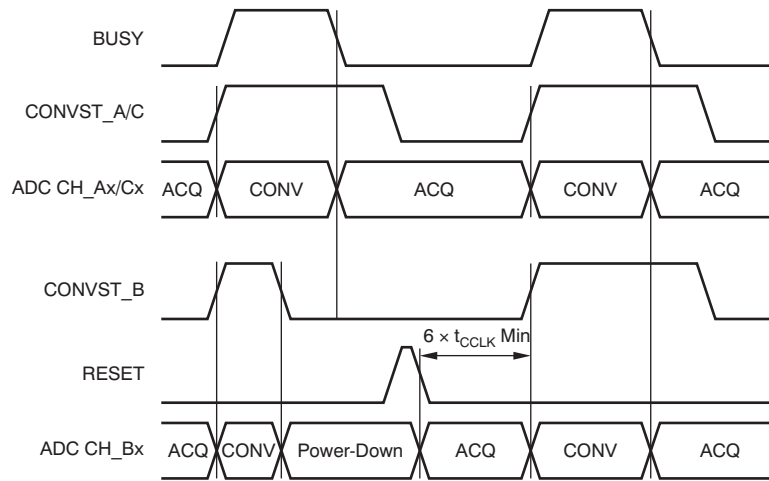 BUSY
CONVST_A/C
ADC CH_Ax/Cx ACQ CONV ACQ CONV ACQ
CONVST_B
6 × tCCLK Min
RESET
ADC CH_Bx ACQ CONV Power-Down ACQ CONV ACQ